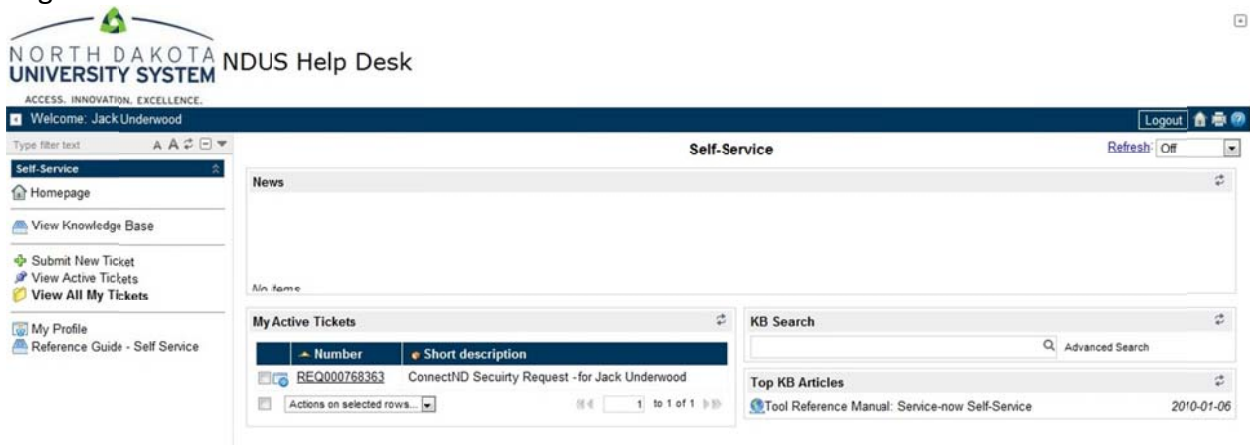 NORTH DAKOTA
UNIVERSITY SYSTEM
ACCESS. INNOVATION. EXCELLENCE.
NDUS Help Desk
Welcome: Jack Underwood
Logout
Type filter text
A A
Self-Service
Refresh: Off
Self-Service
Homepage
View Knowledge Base
Submit New Ticket
View Active Tickets
View All My Tickets
My Profile
Reference Guide - Self Service
News
No items
My Active Tickets
Number Short description
REQ000768363 ConnectND Secuirty Request -for Jack Underwood
Actions on selected rows... 1 to 1 of 1
KB Search
Advanced Search
Top KB Articles
Tool Reference Manual: Service-now Self-Service 2010-01-06